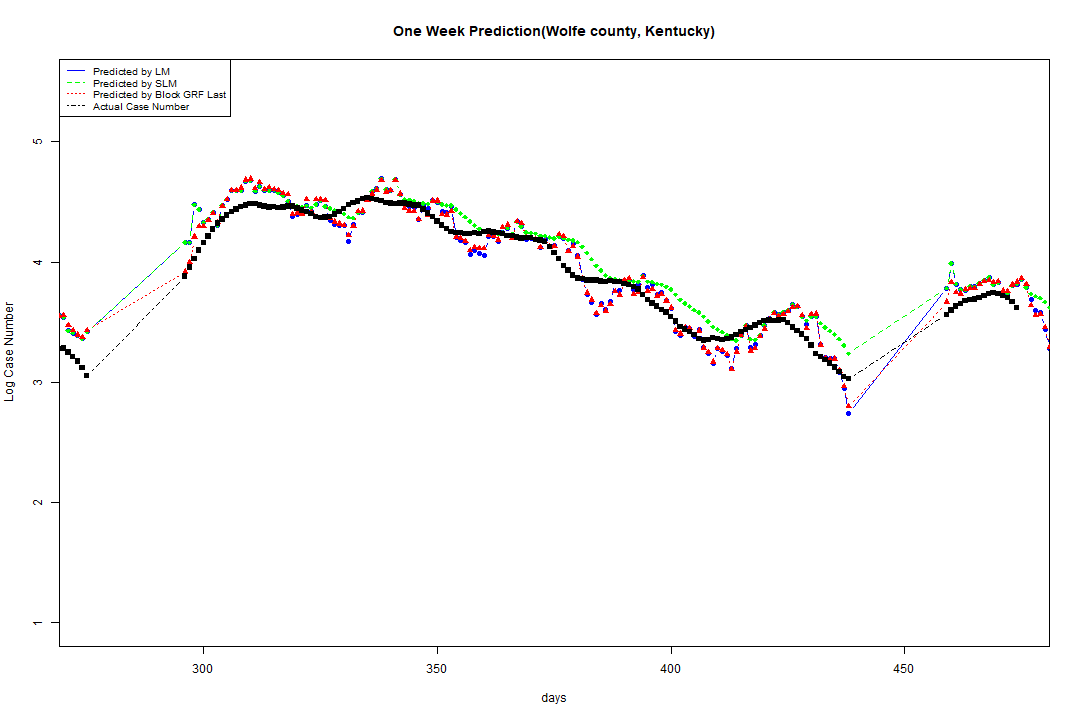 One Week Prediction(Wolfe county, Kentucky)
Predicted by LM
Predicted by SLM
Predicted by Block GRF Last
Actual Case Number
5
4
3
2
1
Log Case Number
300 350 400 450
days